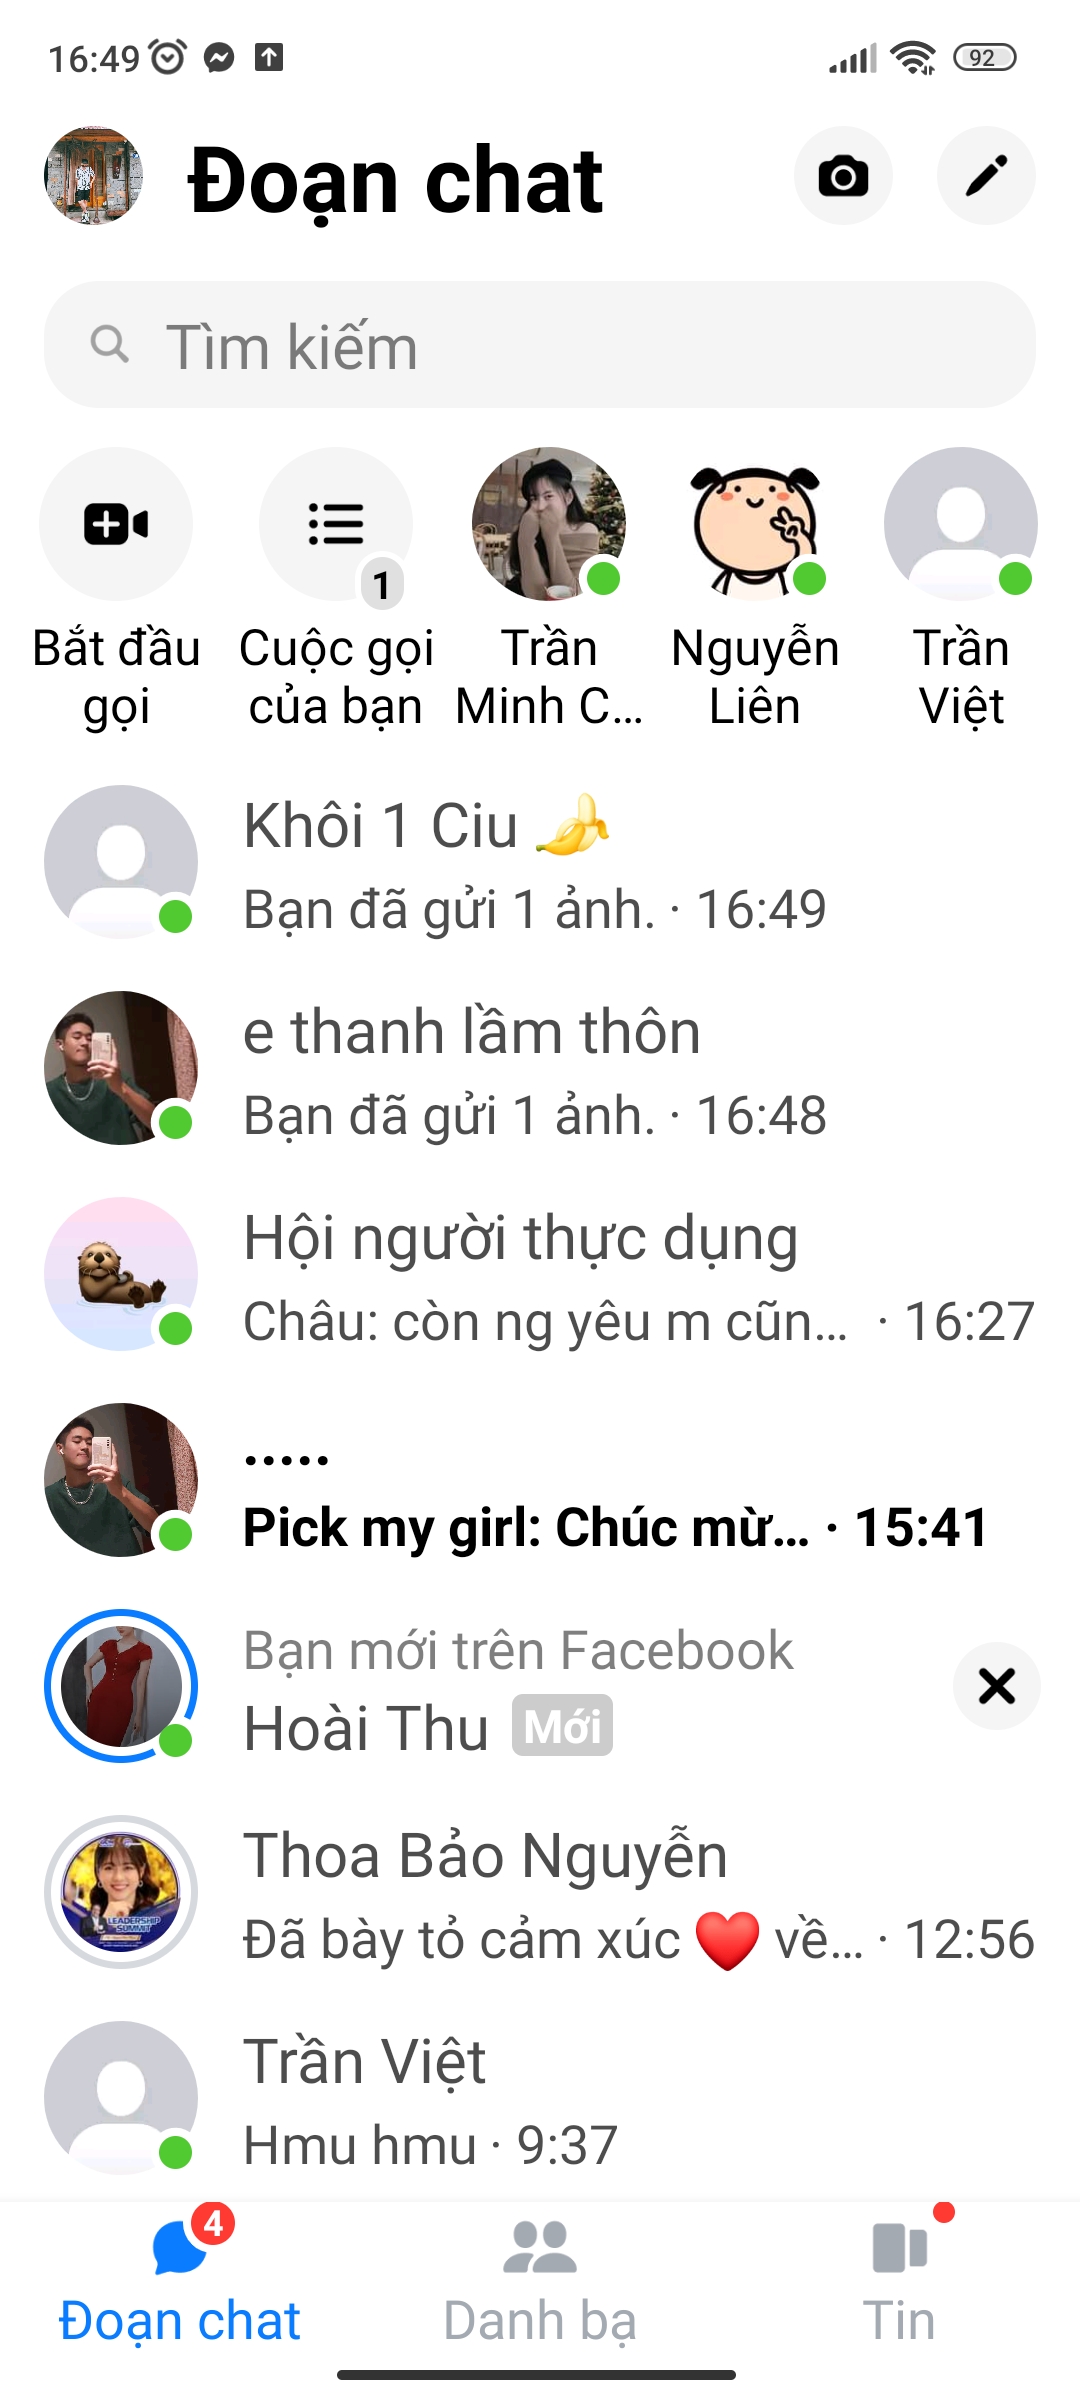 16:49
92
Đoạn chat
Tìm kiếm
1
Bắt đầu gọi
Cuộc gọi của bạn
Trần Minh C...
Nguyễn Liên
Trần Việt
Khôi 1 Ciu 🍌
Bạn đã gửi 1 ảnh. · 16:49
e thanh lầm thôn
Bạn đã gửi 1 ảnh. · 16:48
Hội người thực dụng
Châu: còn ng yêu m cũn... · 16:27
.....
Pick my girl: Chúc mừ... · 15:41
Bạn mới trên Facebook
Hoài Thu Mới
Thoa Bảo Nguyễn
LEADERSHIP
SUMMIT
Đã bày tỏ cảm xúc ❤️ về... · 12:56
Trần Việt
Hmu hmu · 9:37
4
Đoạn chat
Danh bạ
Tin